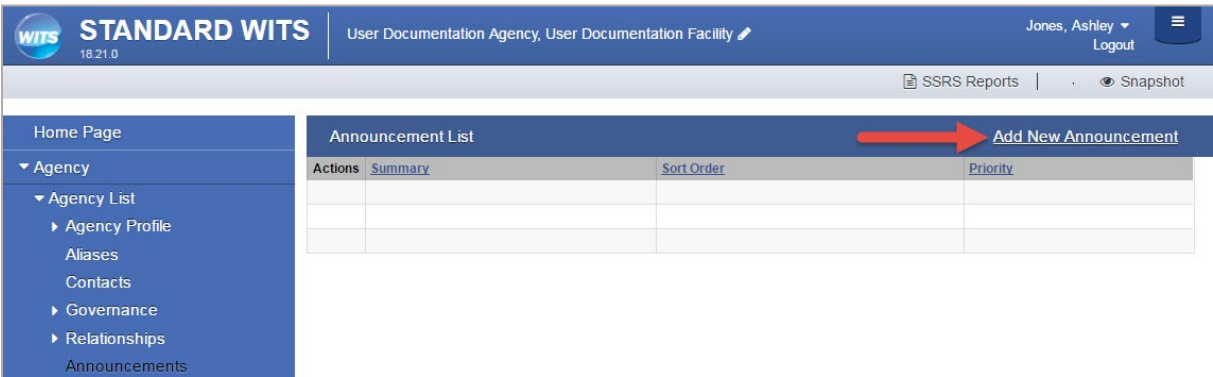 WITS
STANDARD WITS
18.21.0
User Documentation Agency, User Documentation Facility
Jones, Ashley
Logout
SSRS Reports | Snapshot
Home Page
Agency
Agency List
Agency Profile
Aliases
Contacts
Governance
Relationships
Announcements
Announcement List
Add New Announcement
Actions Summary Sort Order Priority